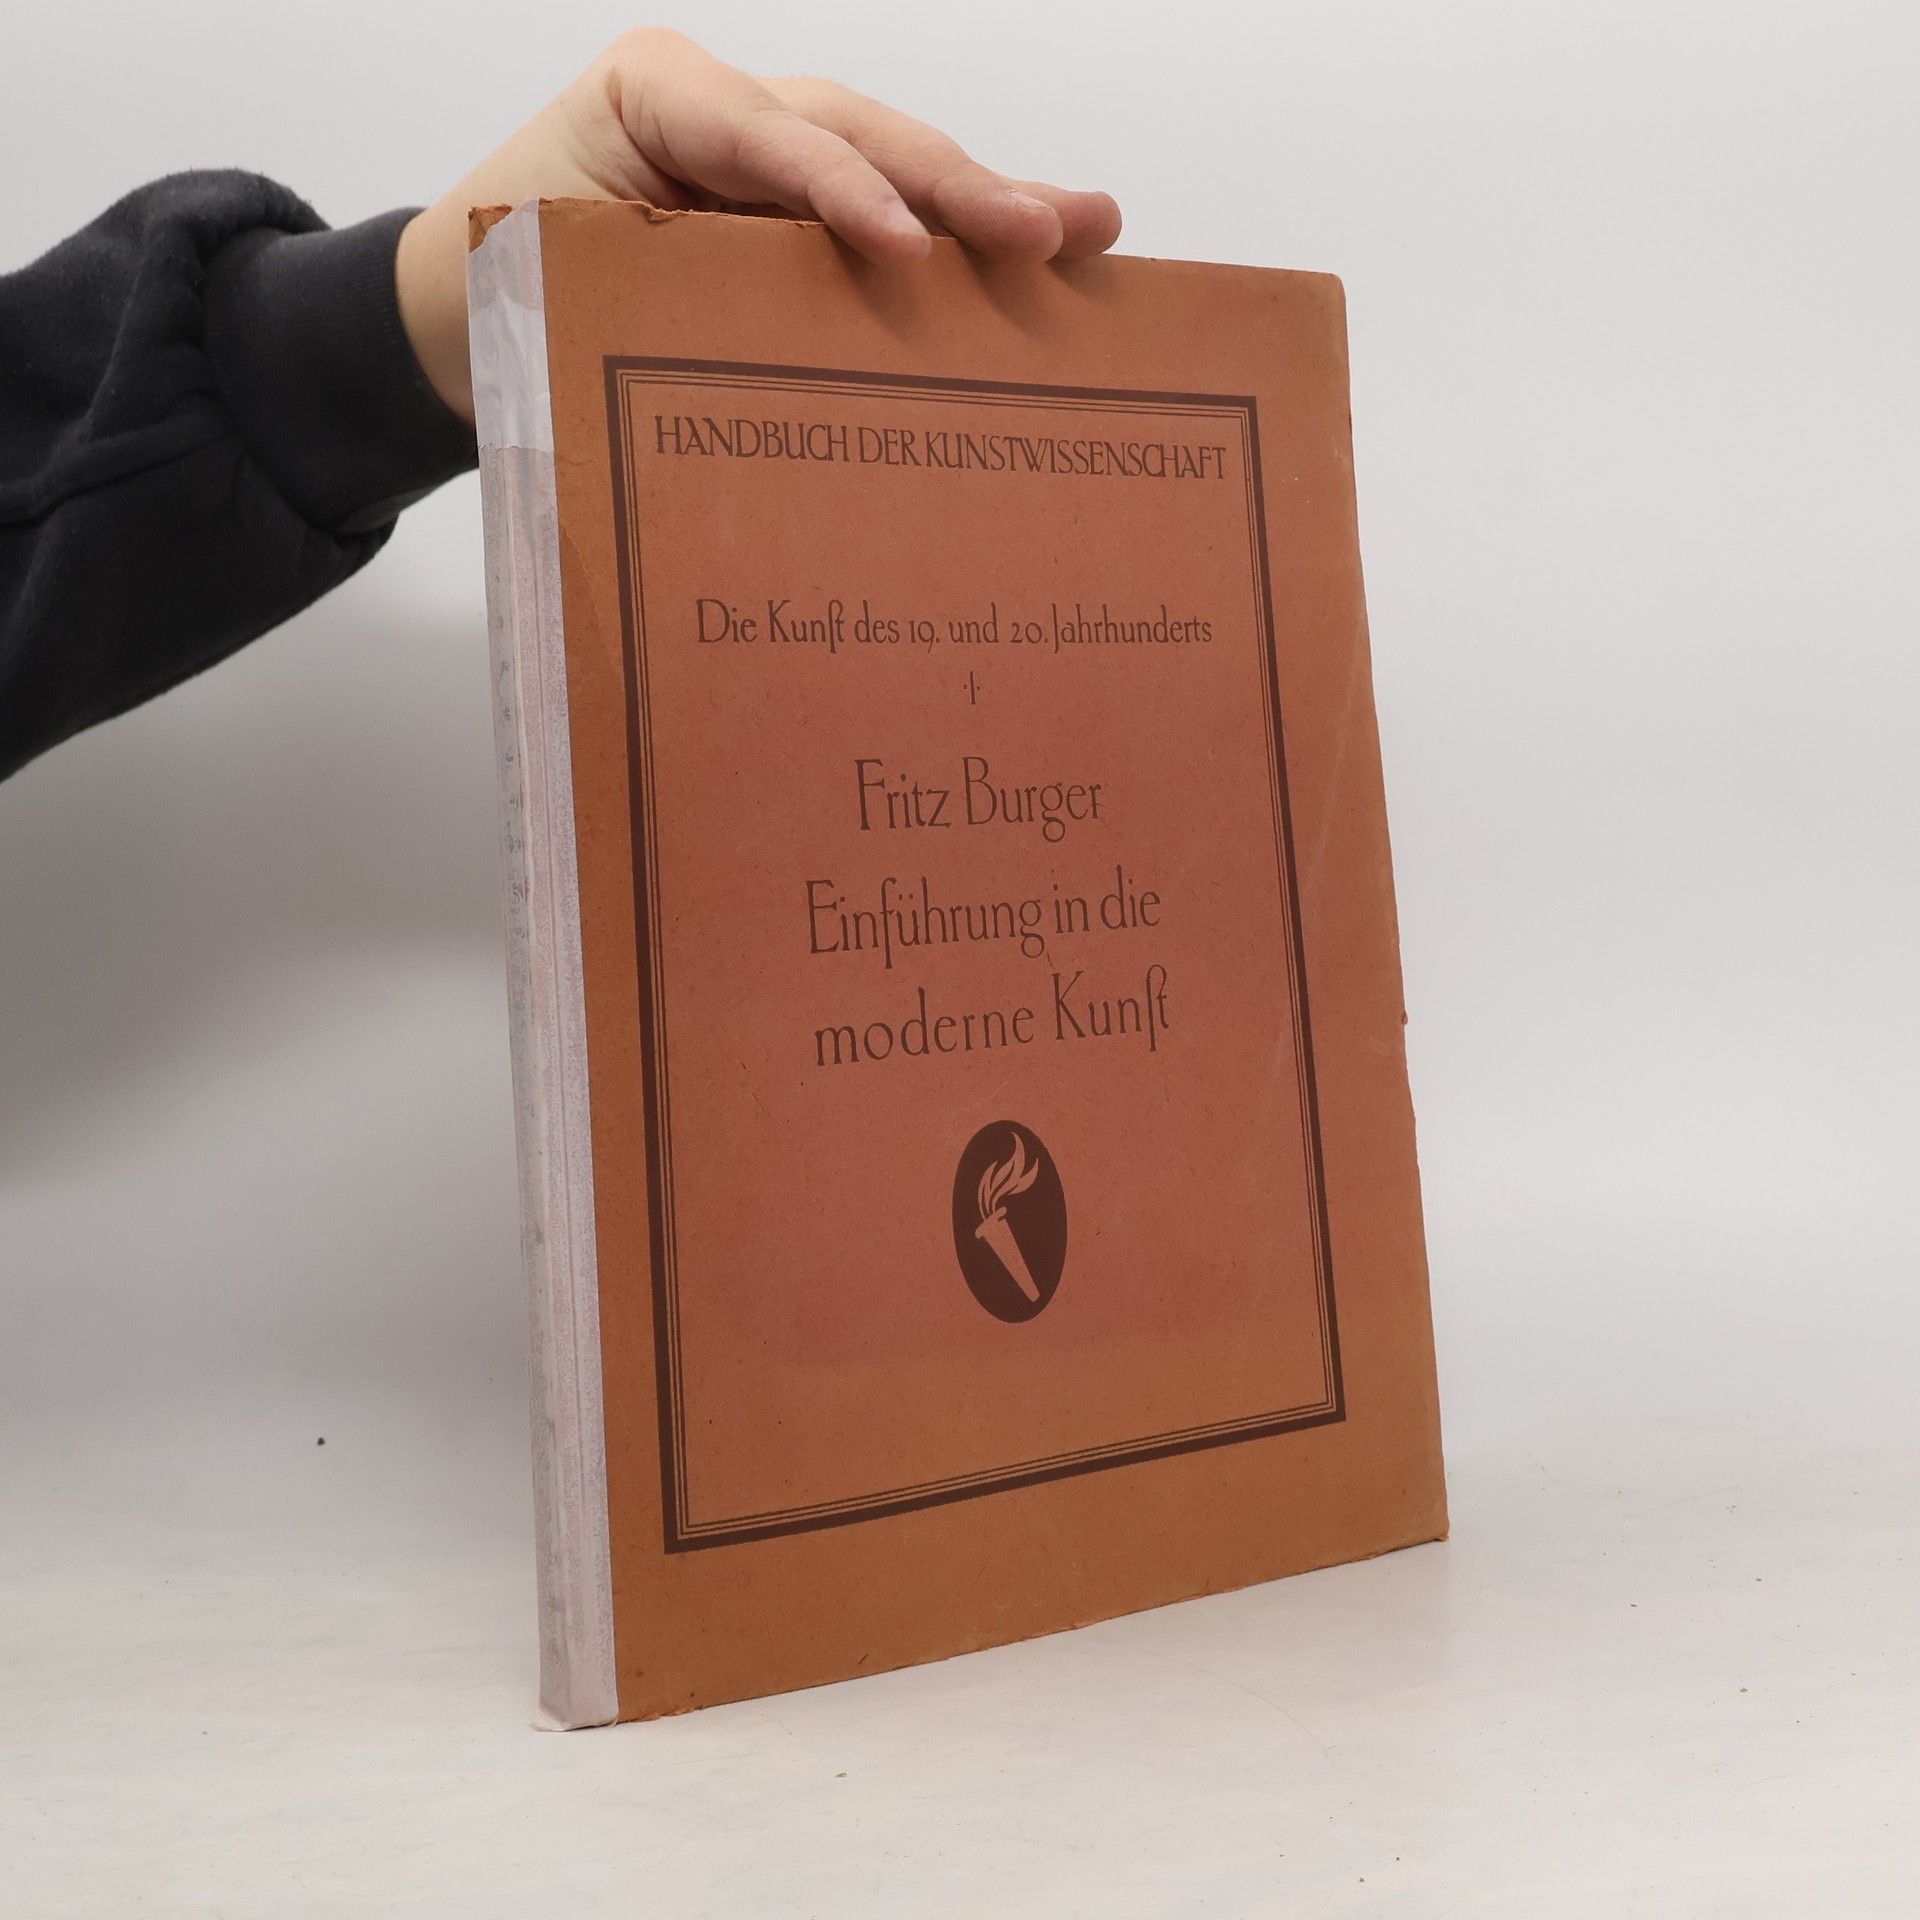 HANDBUCH DER KUNSTWISSENSCHAFT
Die Kunſt des 19. und 20. Jahrhunderts
·I·
Fritz Burger
Einführung in die
moderne Kunſt